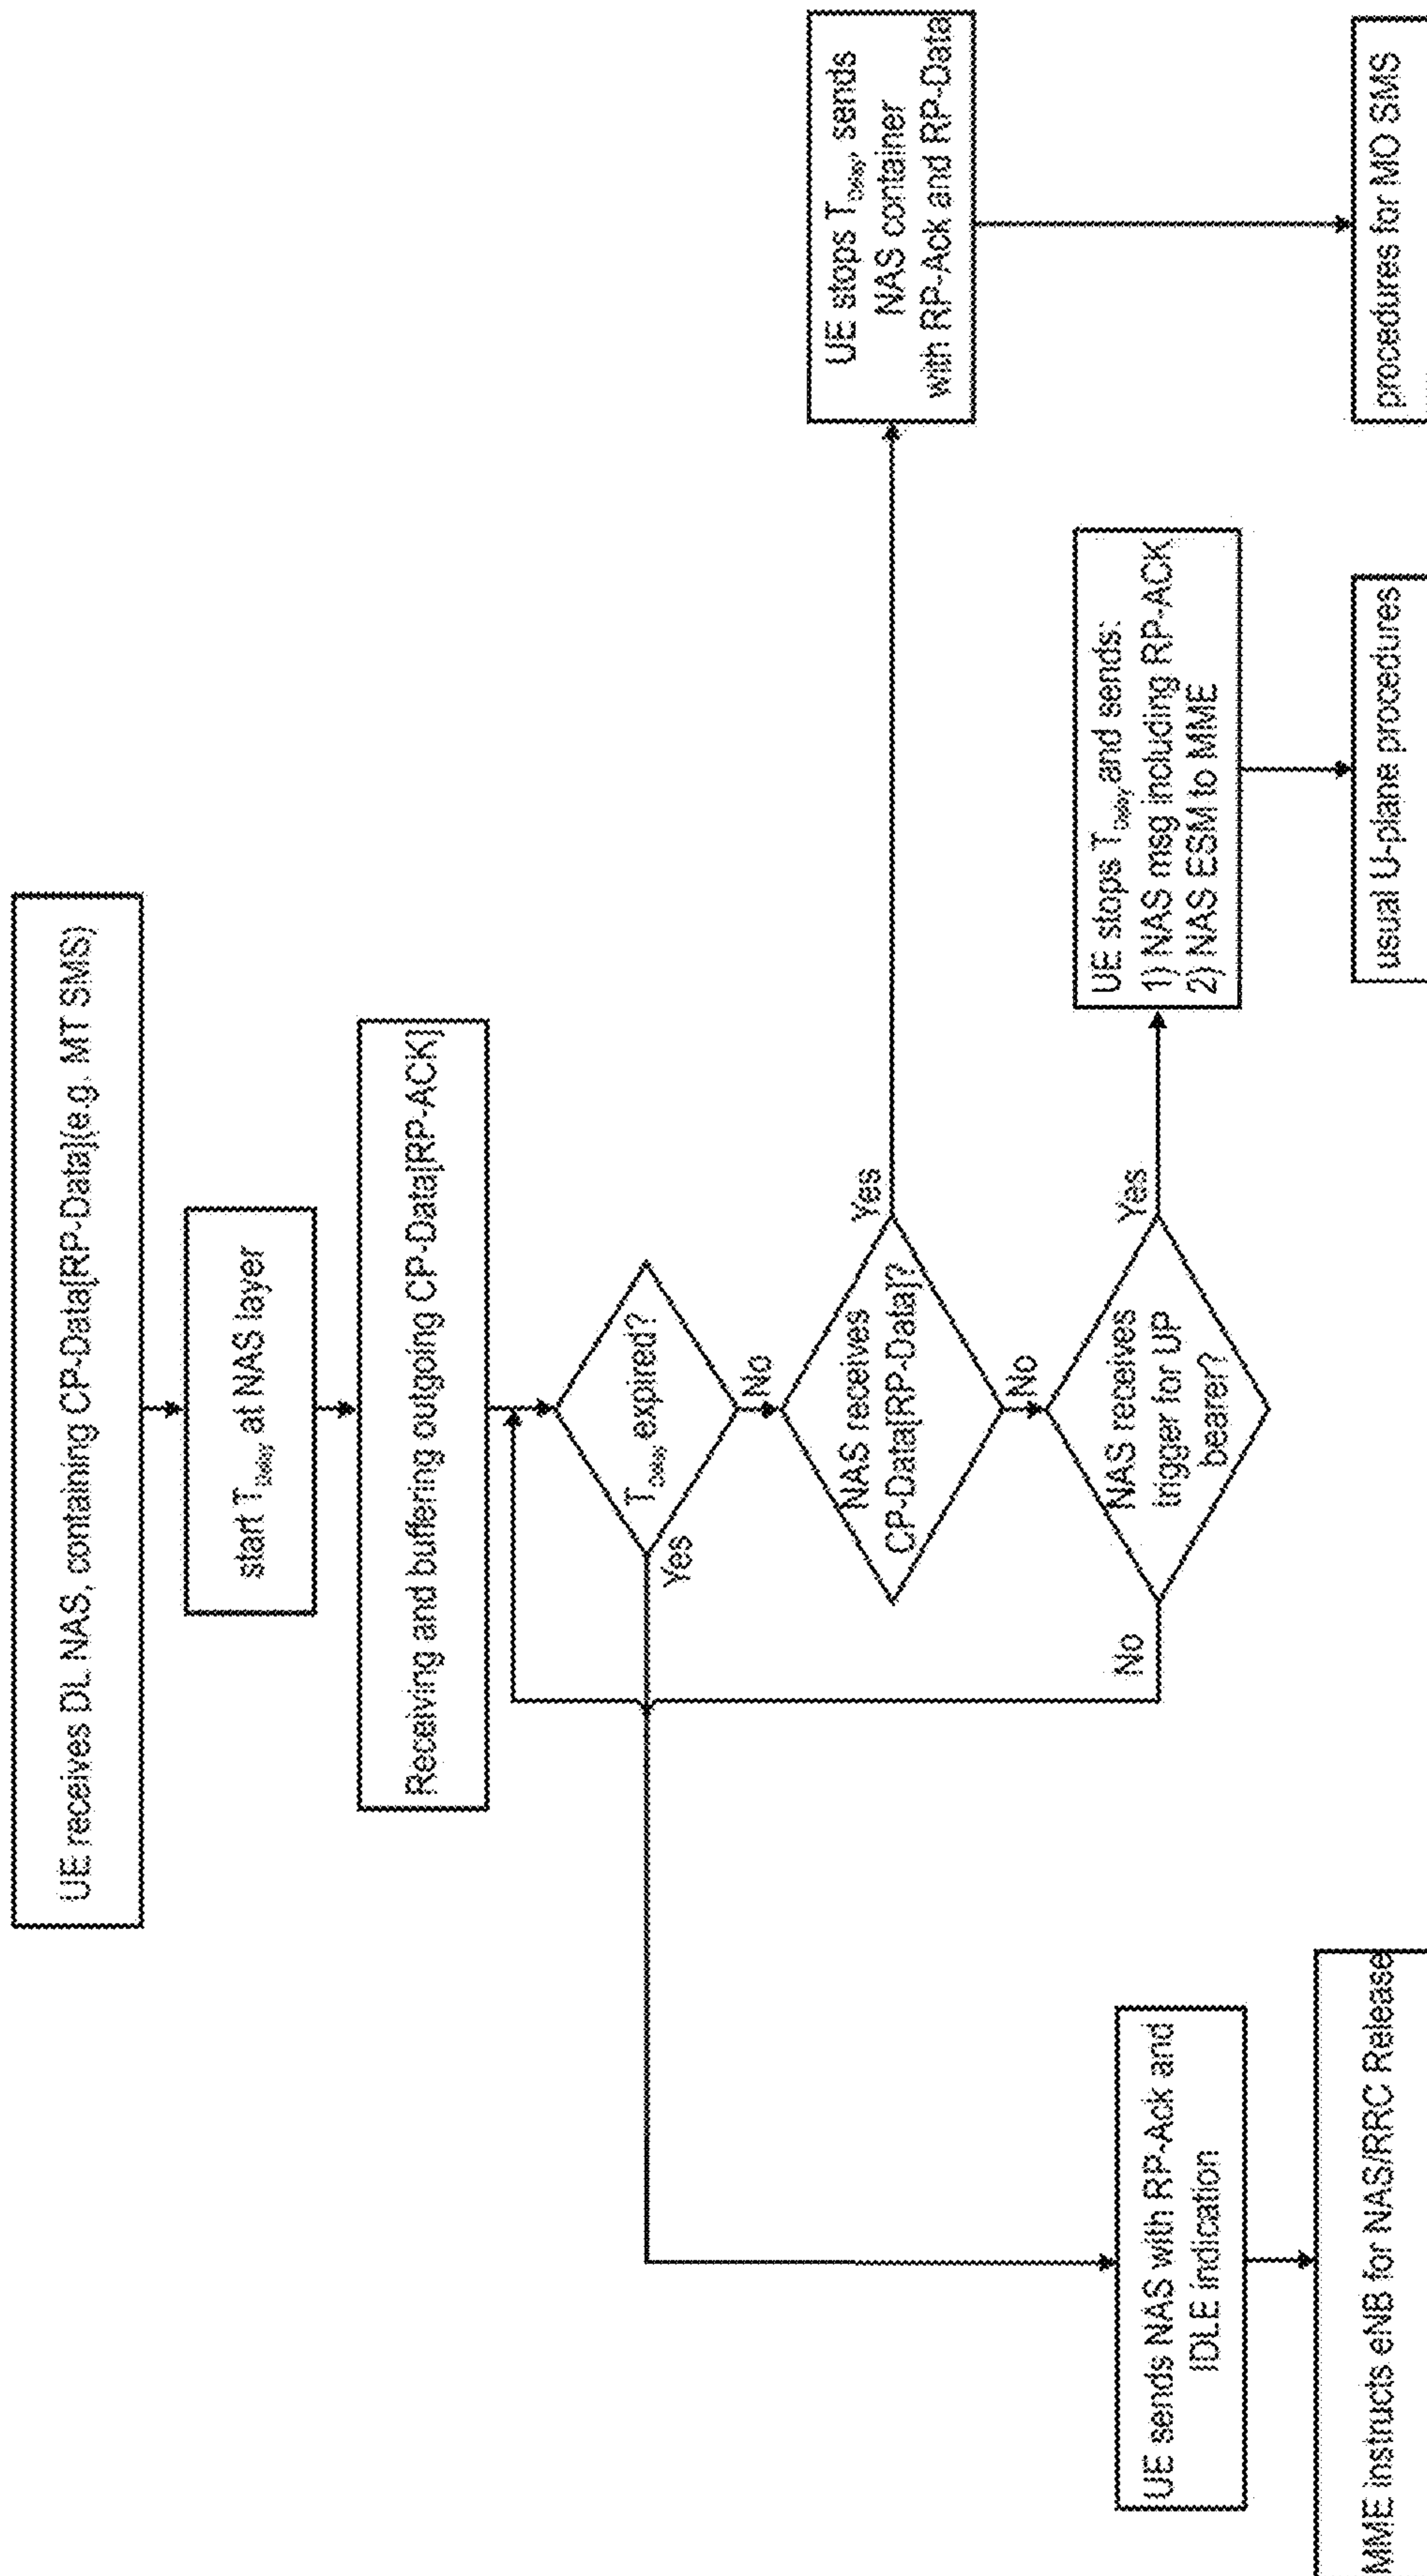 UE receives DL NAS, containing CP-Data[RP-Data](e.g. MT SMS)
start T_Delay at NAS layer
Receiving and buffering outgoing CP-Data[RP-ACK]
T_Delay expired?
Yes
No
NAS receives
CP-Data[RP-Data]?
Yes
No
NAS receives
trigger for UP
bearer?
Yes
No
UE stops T_Delay, sends
NAS container
with RP-Ack and RP-Data
procedures for MO SMS
UE stops T_Delay and sends:
1) NAS msg including RP-ACK
2) NAS ESM to MME
usual U-plane procedures
UE sends NAS with RP-Ack and
IDLE indication
MME instructs eNB for NAS/RRC Release